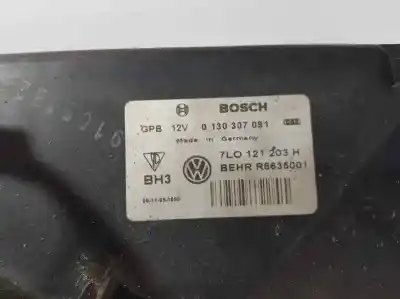 BOSCH
GPB 12V 0 130 307 091
Made in Germany
7L0 121 203 H
BH3
BEHR R8635001